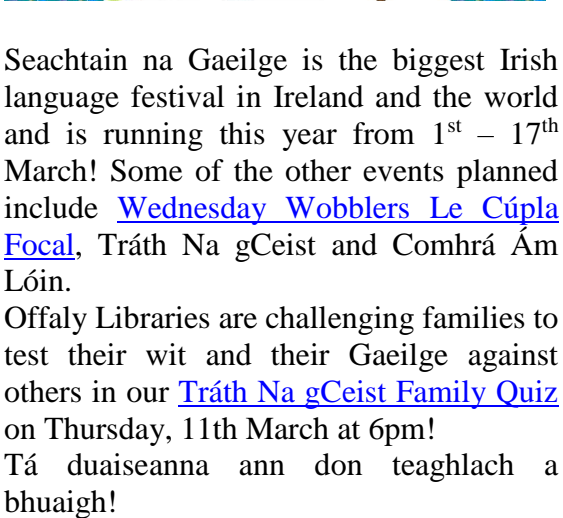 Seachtain na Gaeilge is the biggest Irish
language festival in Ireland and the world
and is running this year from 1st – 17th
March! Some of the other events planned
include Wednesday Wobblers Le Cúpla
Focal, Tráth Na gCeist and Comhrá Ám
Lóin.
Offaly Libraries are challenging families to
test their wit and their Gaeilge against
others in our Tráth Na gCeist Family Quiz
on Thursday, 11th March at 6pm!
Tá duaiseanna ann don teaghlach a
bhuaigh!